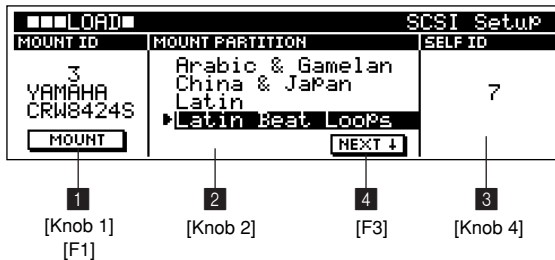 LOAD SCSI Setup
MOUNT ID MOUNT PARTITION SELF ID
3
YAMAHA
CRW8424S
MOUNT
Arabic & Gamelan
China & Japan
Latin
Latin Beat Loops
NEXT ↓
7
1 2 4 3
[Knob 1] [Knob 2] [F3] [Knob 4]
[F1]